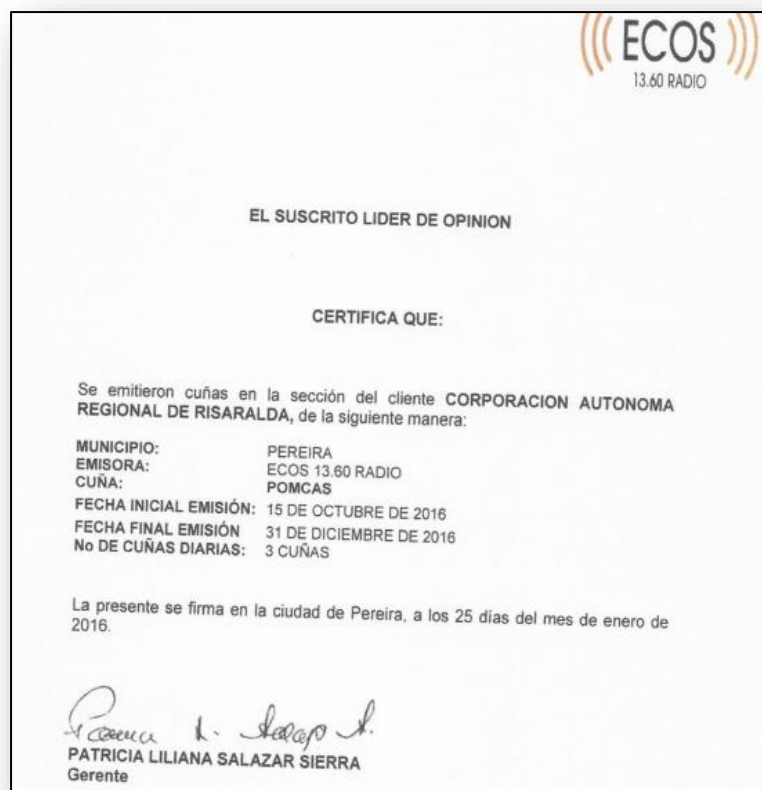 ECOS
13.60 RADIO
EL SUSCRITO LIDER DE OPINION
CERTIFICA QUE:
Se emitieron cuñas en la sección del cliente CORPORACION AUTONOMA
REGIONAL DE RISARALDA, de la siguiente manera:
MUNICIPIO: PEREIRA
EMISORA: ECOS 13.60 RADIO
CUÑA: POMCAS
FECHA INICIAL EMISIÓN: 15 DE OCTUBRE DE 2016
FECHA FINAL EMISIÓN 31 DE DICIEMBRE DE 2016
No DE CUÑAS DIARIAS: 3 CUÑAS
La presente se firma en la ciudad de Pereira, a los 25 días del mes de enero de
2016.
PATRICIA LILIANA SALAZAR SIERRA
Gerente